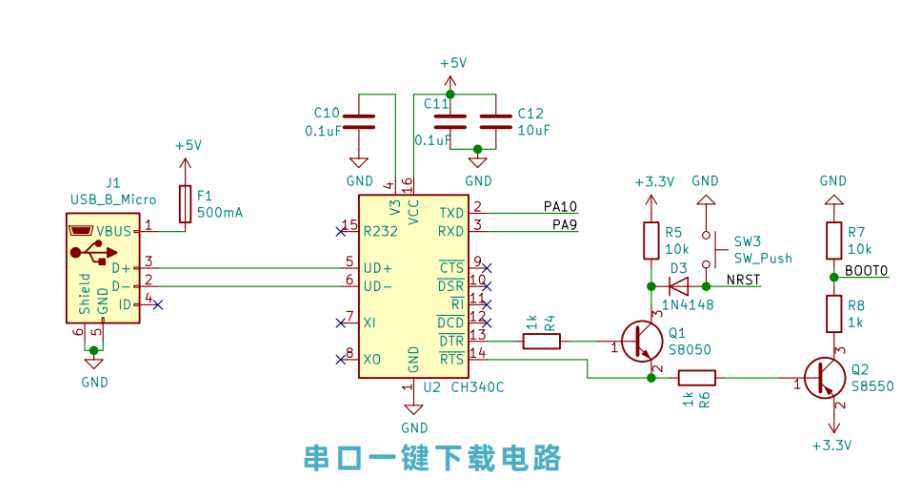 +5V
C10
0.1uF
C11
0.1uF
C12
10uF
GND
GND
+5V
J1
USB_B_Micro
F1
500mA
VBUS 1
D+ 3
D- 2
ID 4
Shield
GND
6
5
GND
4
16
V3
VCC
15 R232
5 UD+
6 UD-
7 XI
8 XO
TXD 2 PA10
RXD 3 PA9
CTS 9
DSR 10
RI 11
DCD 12
DTR 13
RTS 14
GND
1
U2 CH340C
GND
1k
R4
+3.3V
GND
R5
10k
D3
1N4148
SW3
SW_Push
NRST
3
1
2
Q1
S8050
1k
R6
GND
R7
10k
BOOT0
R8
1k
3
1
2
Q2
S8550
+3.3V
串口一键下载电路